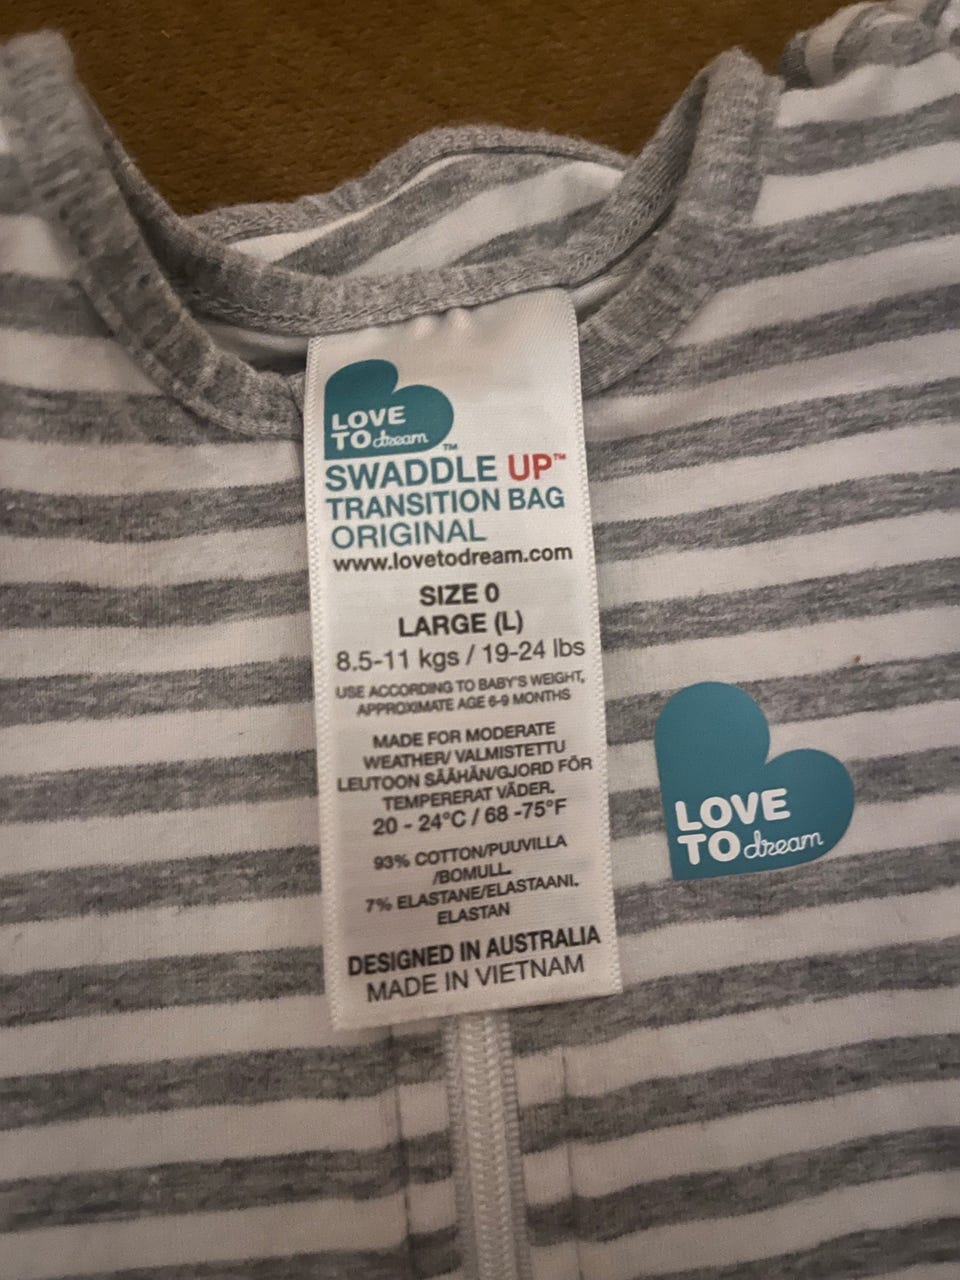 LOVE
TO dream™
SWADDLE UP™
TRANSITION BAG
ORIGINAL
www.lovetodream.com
SIZE 0
LARGE (L)
8.5-11 kgs / 19-24 lbs
USE ACCORDING TO BABY'S WEIGHT,
APPROXIMATE AGE 6-9 MONTHS
MADE FOR MODERATE
WEATHER/ VALMISTETTU
LEUTOON SÄÄHÄN/GJORD FÖR
TEMPERERAT VÄDER.
20 - 24°C / 68 -75°F
93% COTTON/PUUVILLA
/BOMULL.
7% ELASTANE/ELASTAANI.
ELASTAN
DESIGNED IN AUSTRALIA
MADE IN VIETNAM
LOVE
TO dream